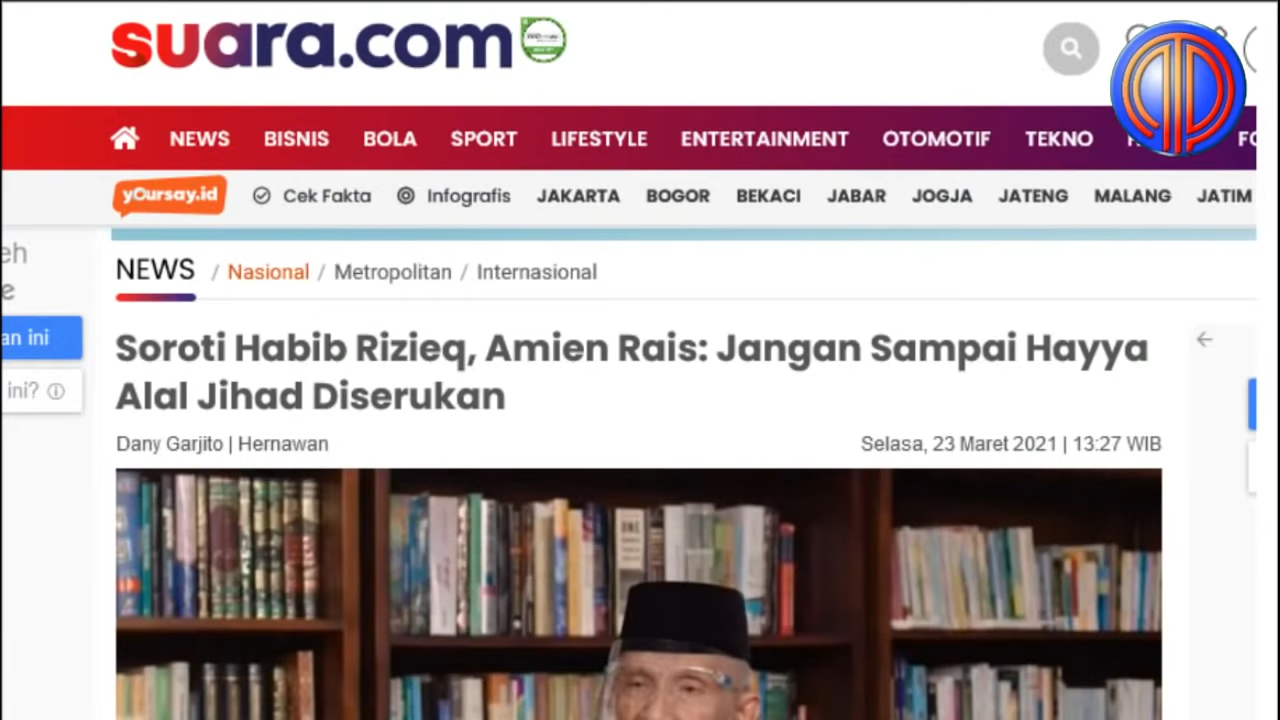 suara.com
NEWS BISNIS BOLA SPORT LIFESTYLE ENTERTAINMENT OTOMOTIF TEKNO
yOursay.id Cek Fakta Infografis JAKARTA BOGOR BEKACI JABAR JOGJA JATENG MALANG JATIM
eh
e
an ini
ini?
NEWS / Nasional / Metropolitan / Internasional
Soroti Habib Rizieq, Amien Rais: Jangan Sampai Hayya
Alal Jihad Diserukan
Dany Garjito | Hernawan Selasa, 23 Maret 2021 | 13:27 WIB